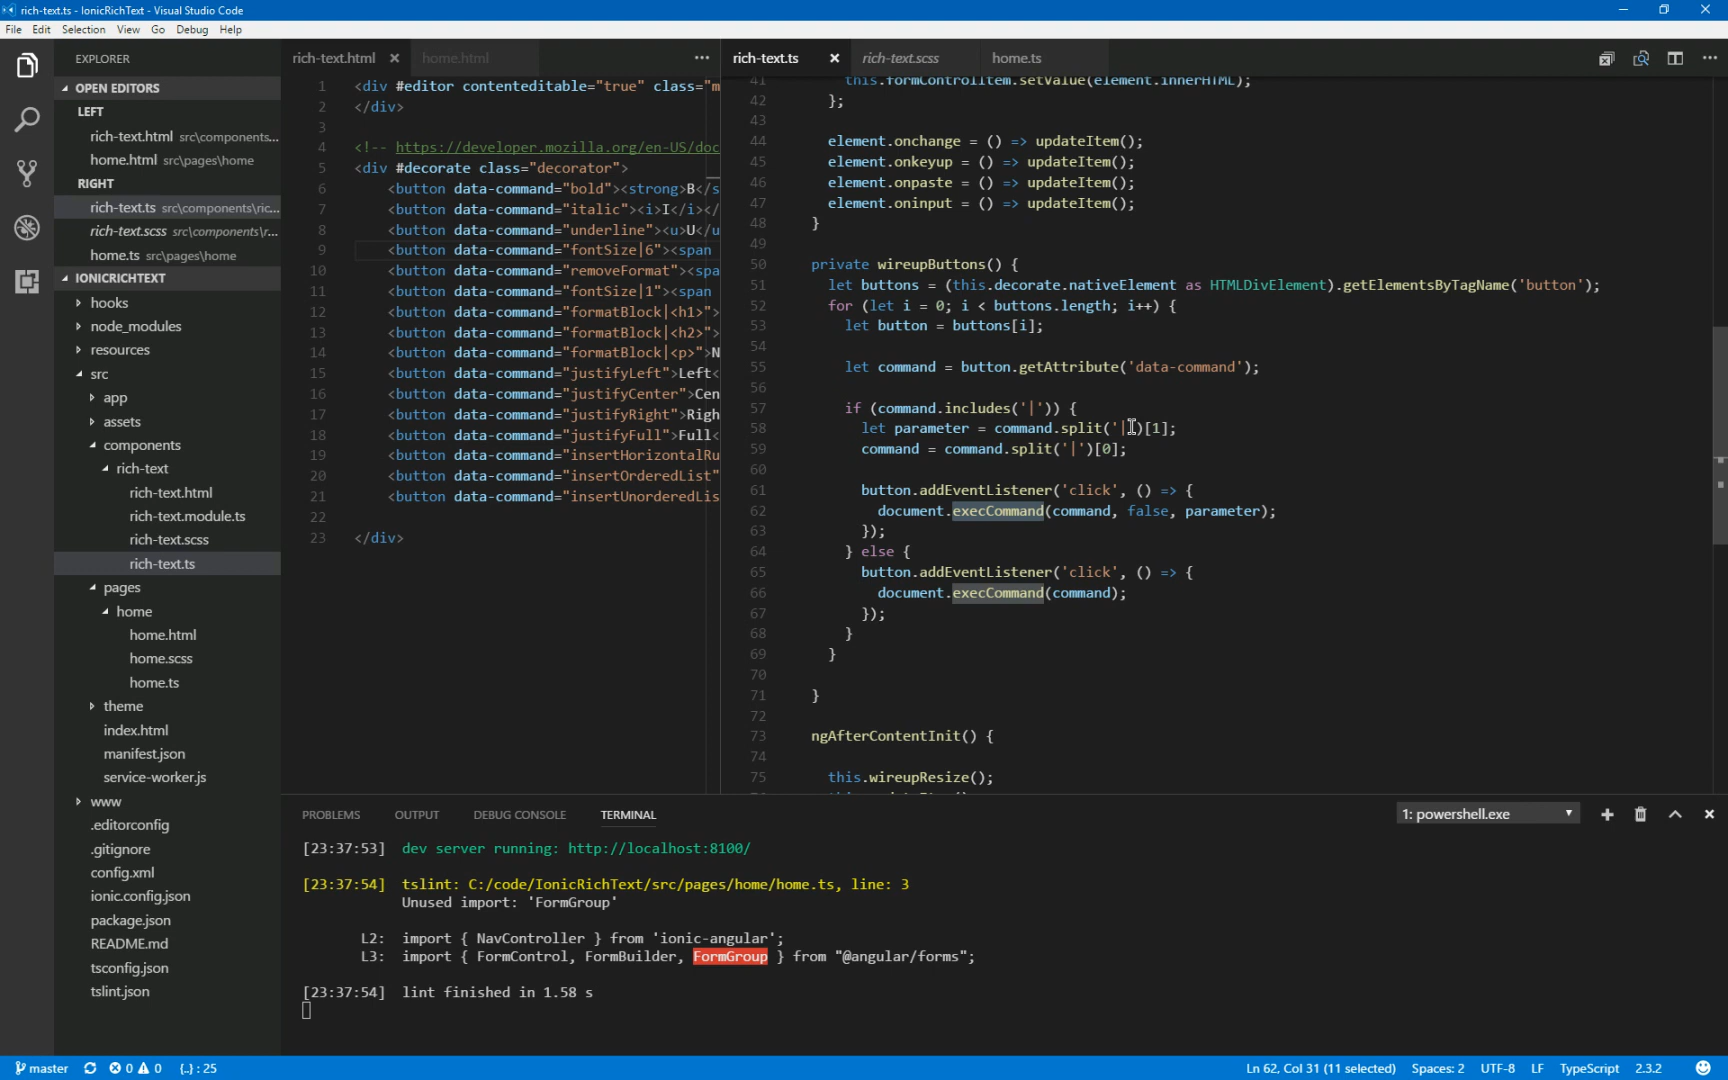 rich-text.ts - IonicRichText - Visual Studio Code
File Edit Selection View Go Debug Help
EXPLORER
OPEN EDITORS
LEFT
rich-text.html src\components...
home.html src\pages\home
RIGHT
rich-text.ts src\components\ric...
rich-text.scss src\components\r...
home.ts src\pages\home
IONICRICHTEXT
hooks
node_modules
resources
src
app
assets
components
rich-text
rich-text.html
rich-text.module.ts
rich-text.scss
rich-text.ts
pages
home
home.html
home.scss
home.ts
theme
index.html
manifest.json
service-worker.js
www
.editorconfig
.gitignore
config.xml
ionic.config.json
package.json
README.md
tsconfig.json
tslint.json
rich-text.html home.html
1 <div #editor contenteditable="true" class="m
2 </div>
3
4 <!-- https://developer.mozilla.org/en-US/doc
5 <div #decorate class="decorator">
6 <button data-command="bold"><strong>B</s
7 <button data-command="italic"><i>I</i></
8 <button data-command="underline"><u>U</u
9 <button data-command="fontSize|6"><span
10 <button data-command="removeFormat"><spa
11 <button data-command="fontSize|1"><span
12 <button data-command="formatBlock|<h1>">
13 <button data-command="formatBlock|<h2>">
14 <button data-command="formatBlock|<p>">N
15 <button data-command="justifyLeft">Left<
16 <button data-command="justifyCenter">Cen
17 <button data-command="justifyRight">Righ
18 <button data-command="justifyFull">Full<
19 <button data-command="insertHorizontalRu
20 <button data-command="insertOrderedList"
21 <button data-command="insertUnorderedLis
22
23 </div>
rich-text.ts rich-text.scss home.ts
41 this.formControlItem.setValue(element.innerHTML);
42 };
43
44 element.onchange = () => updateItem();
45 element.onkeyup = () => updateItem();
46 element.onpaste = () => updateItem();
47 element.oninput = () => updateItem();
48 }
49
50 private wireupButtons() {
51 let buttons = (this.decorate.nativeElement as HTMLDivElement).getElementsByTagName('button');
52 for (let i = 0; i < buttons.length; i++) {
53 let button = buttons[i];
54
55 let command = button.getAttribute('data-command');
56
57 if (command.includes('|')) {
58 let parameter = command.split('|')[1];
59 command = command.split('|')[0];
60
61 button.addEventListener('click', () => {
62 document.execCommand(command, false, parameter);
63 });
64 } else {
65 button.addEventListener('click', () => {
66 document.execCommand(command);
67 });
68 }
69 }
70
71 }
72
73 ngAfterContentInit() {
74
75 this.wireupResize();
PROBLEMS OUTPUT DEBUG CONSOLE TERMINAL 1: powershell.exe
[23:37:53] dev server running: http://localhost:8100/
[23:37:54] tslint: C:/code/IonicRichText/src/pages/home/home.ts, line: 3
Unused import: 'FormGroup'
L2: import { NavController } from 'ionic-angular';
L3: import { FormControl, FormBuilder, FormGroup } from "@angular/forms";
[23:37:54] lint finished in 1.58 s
master 0 0 {..} : 25 Ln 62, Col 31 (11 selected) Spaces: 2 UTF-8 LF TypeScript 2.3.2